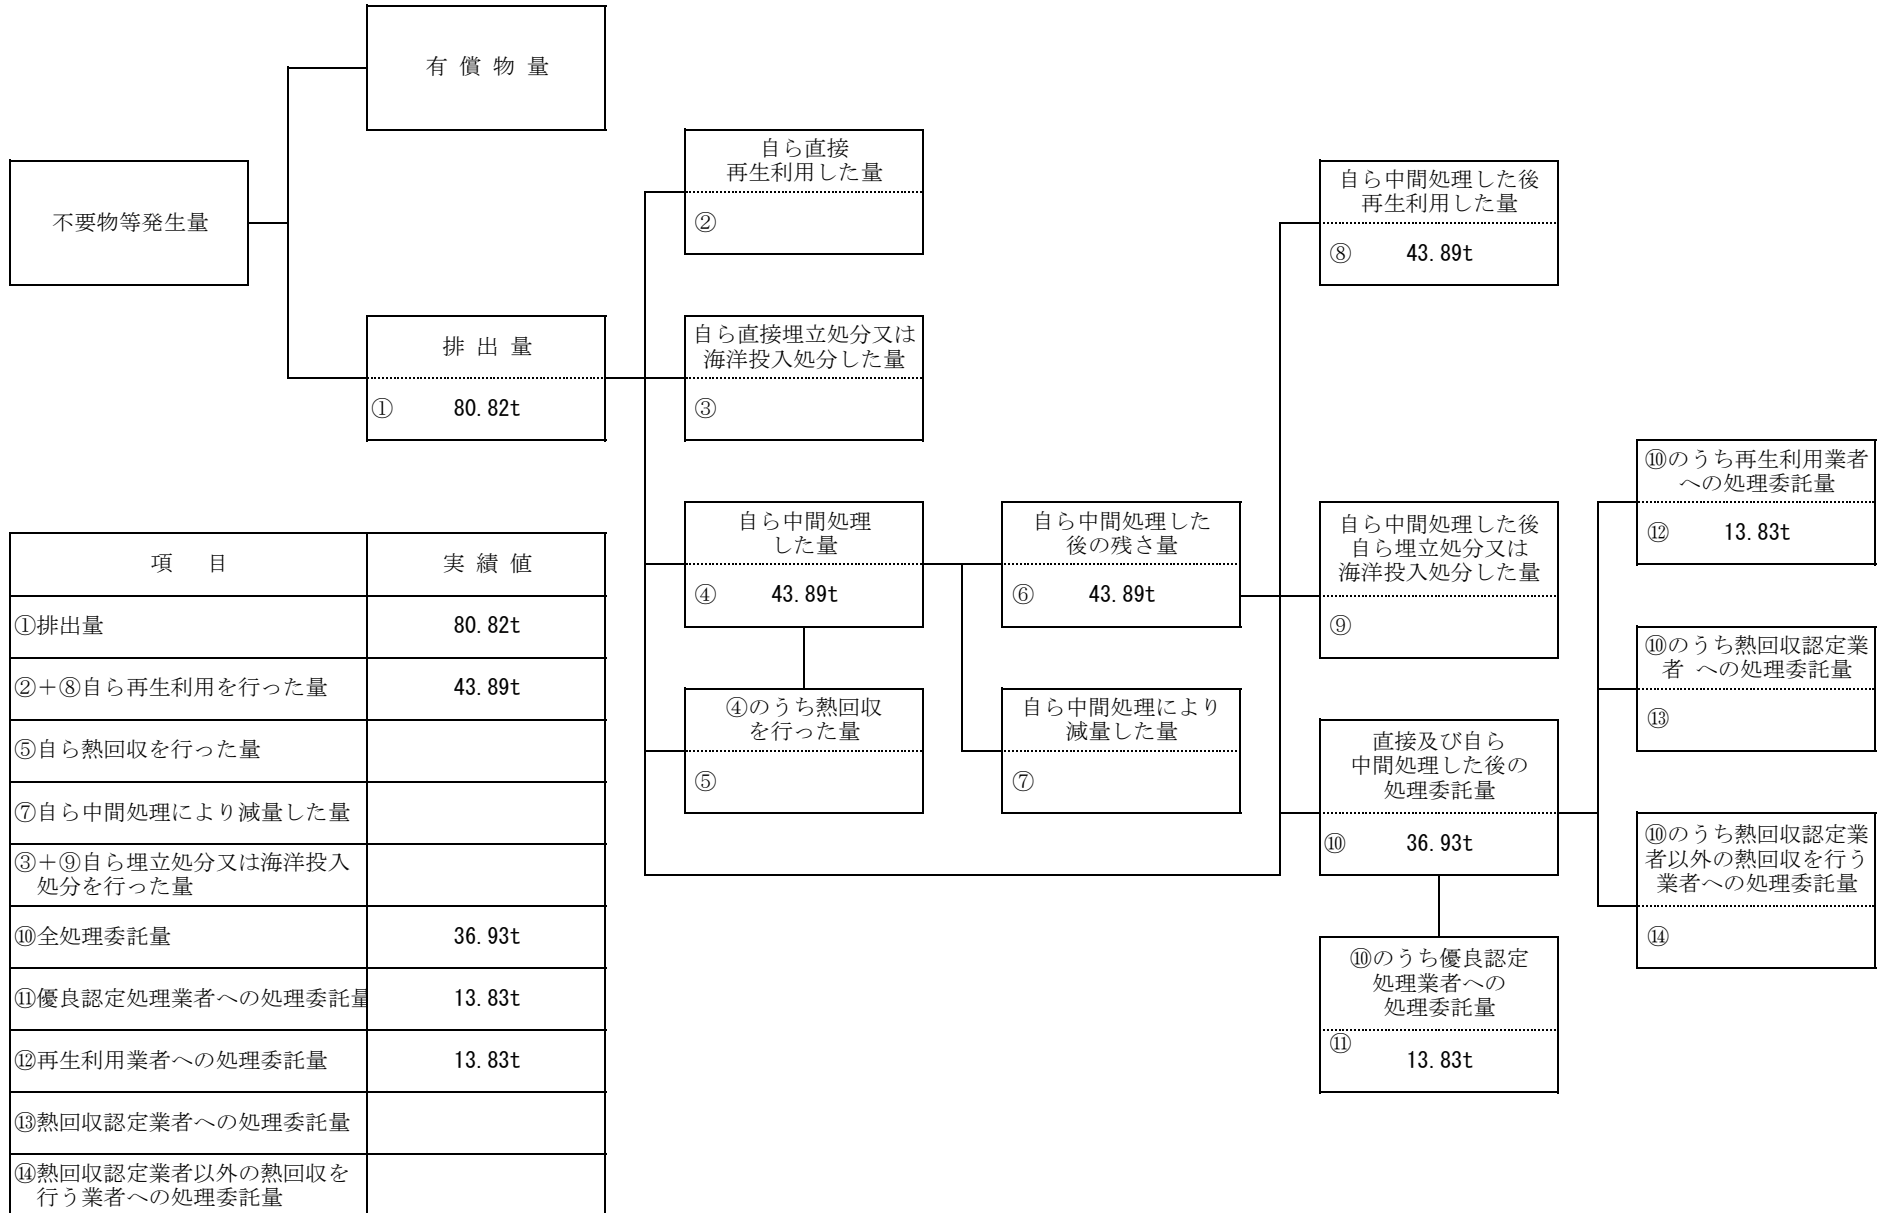 有償物量
不要物等発生量
排出量
① 80.82t
自ら直接
再生利用した量
②
自ら直接埋立処分又は
海洋投入処分した量
③
自ら中間処理
した量
④ 43.89t
④のうち熱回収
を行った量
⑤
自ら中間処理した
後の残さ量
⑥ 43.89t
自ら中間処理により
減量した量
⑦
自ら中間処理した後
再生利用した量
⑧ 43.89t
自ら中間処理した後
自ら埋立処分又は
海洋投入処分した量
⑨
直接及び自ら
中間処理した後の
処理委託量
⑩ 36.93t
⑩のうち優良認定
処理業者への
処理委託量
⑪ 13.83t
⑩のうち再生利用業者
への処理委託量
⑫ 13.83t
⑩のうち熱回収認定業
者 への処理委託量
⑬
⑩のうち熱回収認定業
者以外の熱回収を行う
業者への処理委託量
⑭
項 目 実績値
①排出量 80.82t
②+⑧自ら再生利用を行った量 43.89t
⑤自ら熱回収を行った量
⑦自ら中間処理により減量した量
③+⑨自ら埋立処分又は海洋投入
処分を行った量
⑩全処理委託量 36.93t
⑪優良認定処理業者への処理委託量 13.83t
⑫再生利用業者への処理委託量 13.83t
⑬熱回収認定業者への処理委託量
⑭熱回収認定業者以外の熱回収を
行う業者への処理委託量